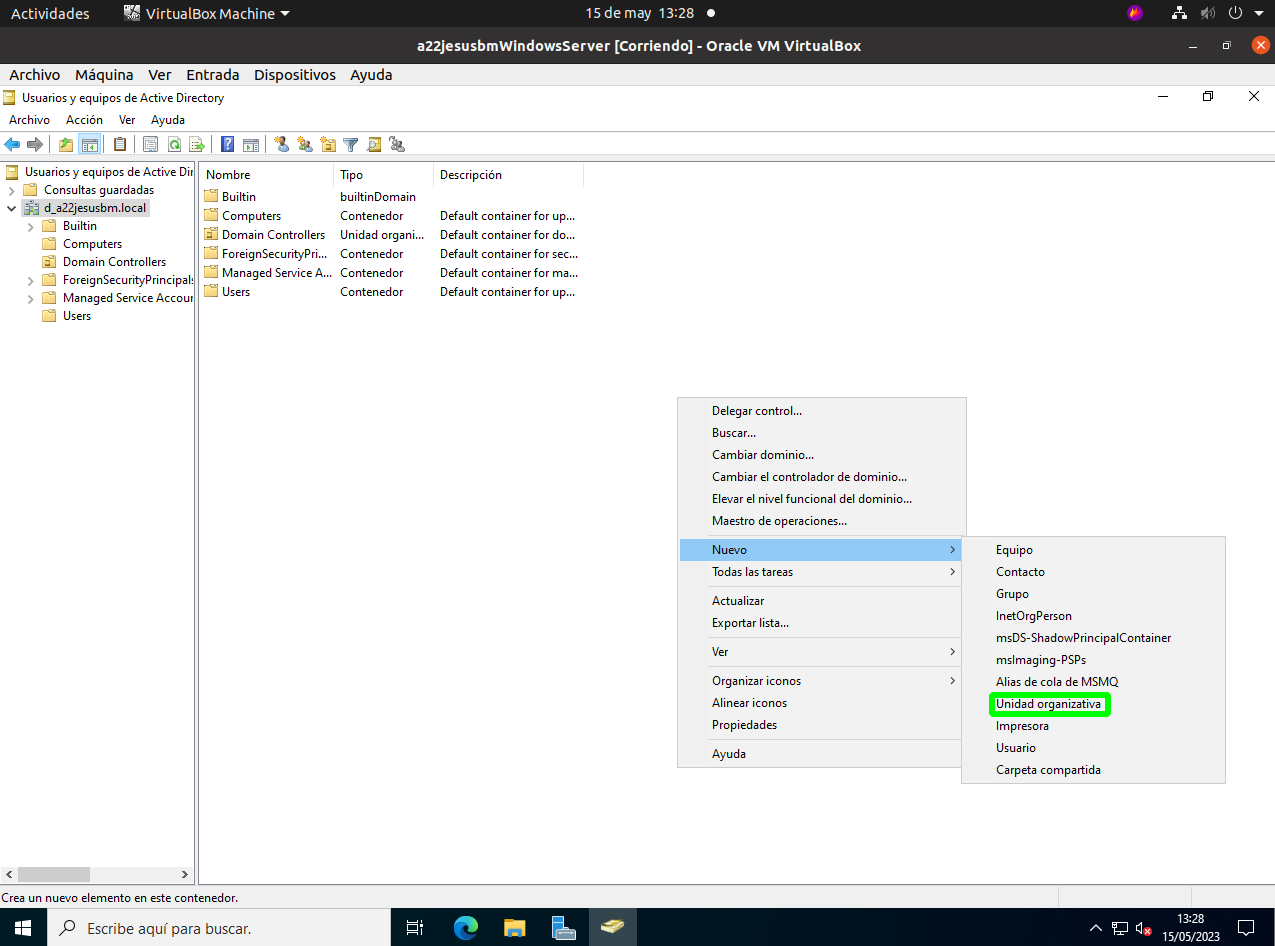 Actividades VirtualBox Machine 15 de may 13:28
a22jesusbmWindowsServer [Corriendo] - Oracle VM VirtualBox
Archivo Máquina Ver Entrada Dispositivos Ayuda
Usuarios y equipos de Active Directory
Archivo Acción Ver Ayuda
Usuarios y equipos de Active Dir
Consultas guardadas
d_a22jesusbm.local
Builtin
Computers
Domain Controllers
ForeignSecurityPrincipals
Managed Service Accour
Users
Nombre Tipo Descripción
Builtin builtinDomain
Computers Contenedor Default container for up...
Domain Controllers Unidad organi... Default container for do...
ForeignSecurityPri... Contenedor Default container for sec...
Managed Service A... Contenedor Default container for ma...
Users Contenedor Default container for up...
Delegar control...
Buscar...
Cambiar dominio...
Cambiar el controlador de dominio...
Elevar el nivel funcional del dominio...
Maestro de operaciones...
Nuevo
Todas las tareas
Actualizar
Exportar lista...
Ver
Organizar iconos
Alinear iconos
Propiedades
Ayuda
Equipo
Contacto
Grupo
InetOrgPerson
msDS-ShadowPrincipalContainer
msImaging-PSPs
Alias de cola de MSMQ
Unidad organizativa
Impresora
Usuario
Carpeta compartida
Crea un nuevo elemento en este contenedor.
Escribe aquí para buscar.
13:28
15/05/2023